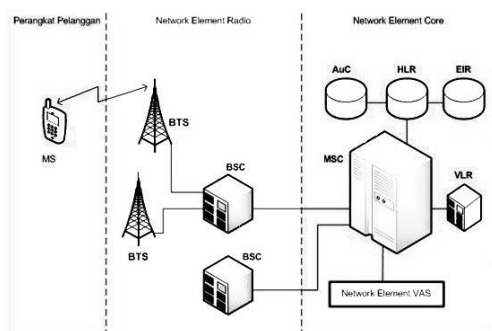 Perangkat Pelanggan
Network Element Radio
Network Element Core
AuC
HLR
EIR
BTS
MS
BSC
MSC
VLR
BTS
BSC
Network Element VAS